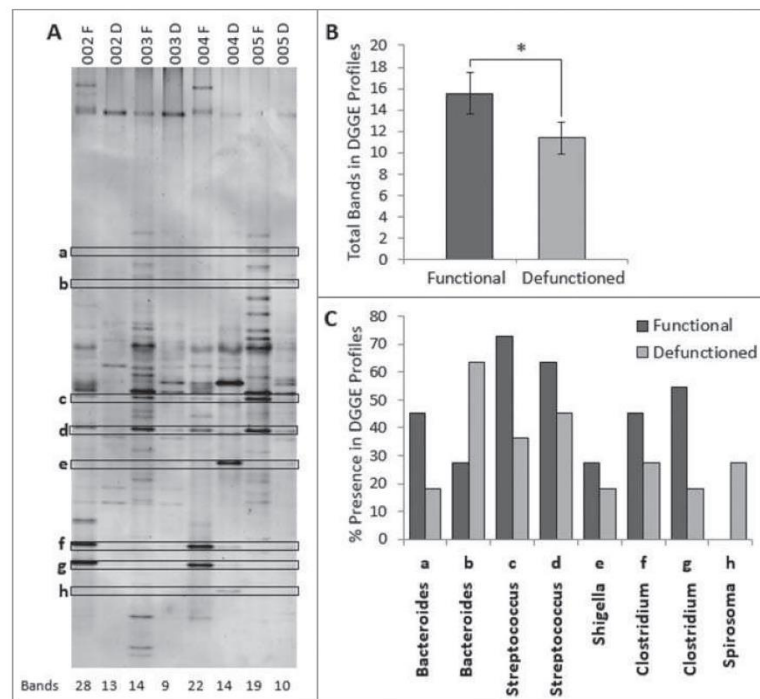 A
002 F 002 D 003 F 003 D 004 F 004 D 005 F 005 D
a
b
c
d
e
f
g
h
Bands 28 13 14 9 22 14 19 10
B
Total Bands in DGGE Profiles
20
18
16
14
12
10
8
6
4
2
0
*
Functional Defunctioned
C
% Presence in DGGE Profiles
80
70
60
50
40
30
20
10
0
Functional
Defunctioned
a b c d e f g h
Bacteroides
Bacteroides
Streptococcus
Streptococcus
Shigella
Clostridium
Clostridium
Spirosoma